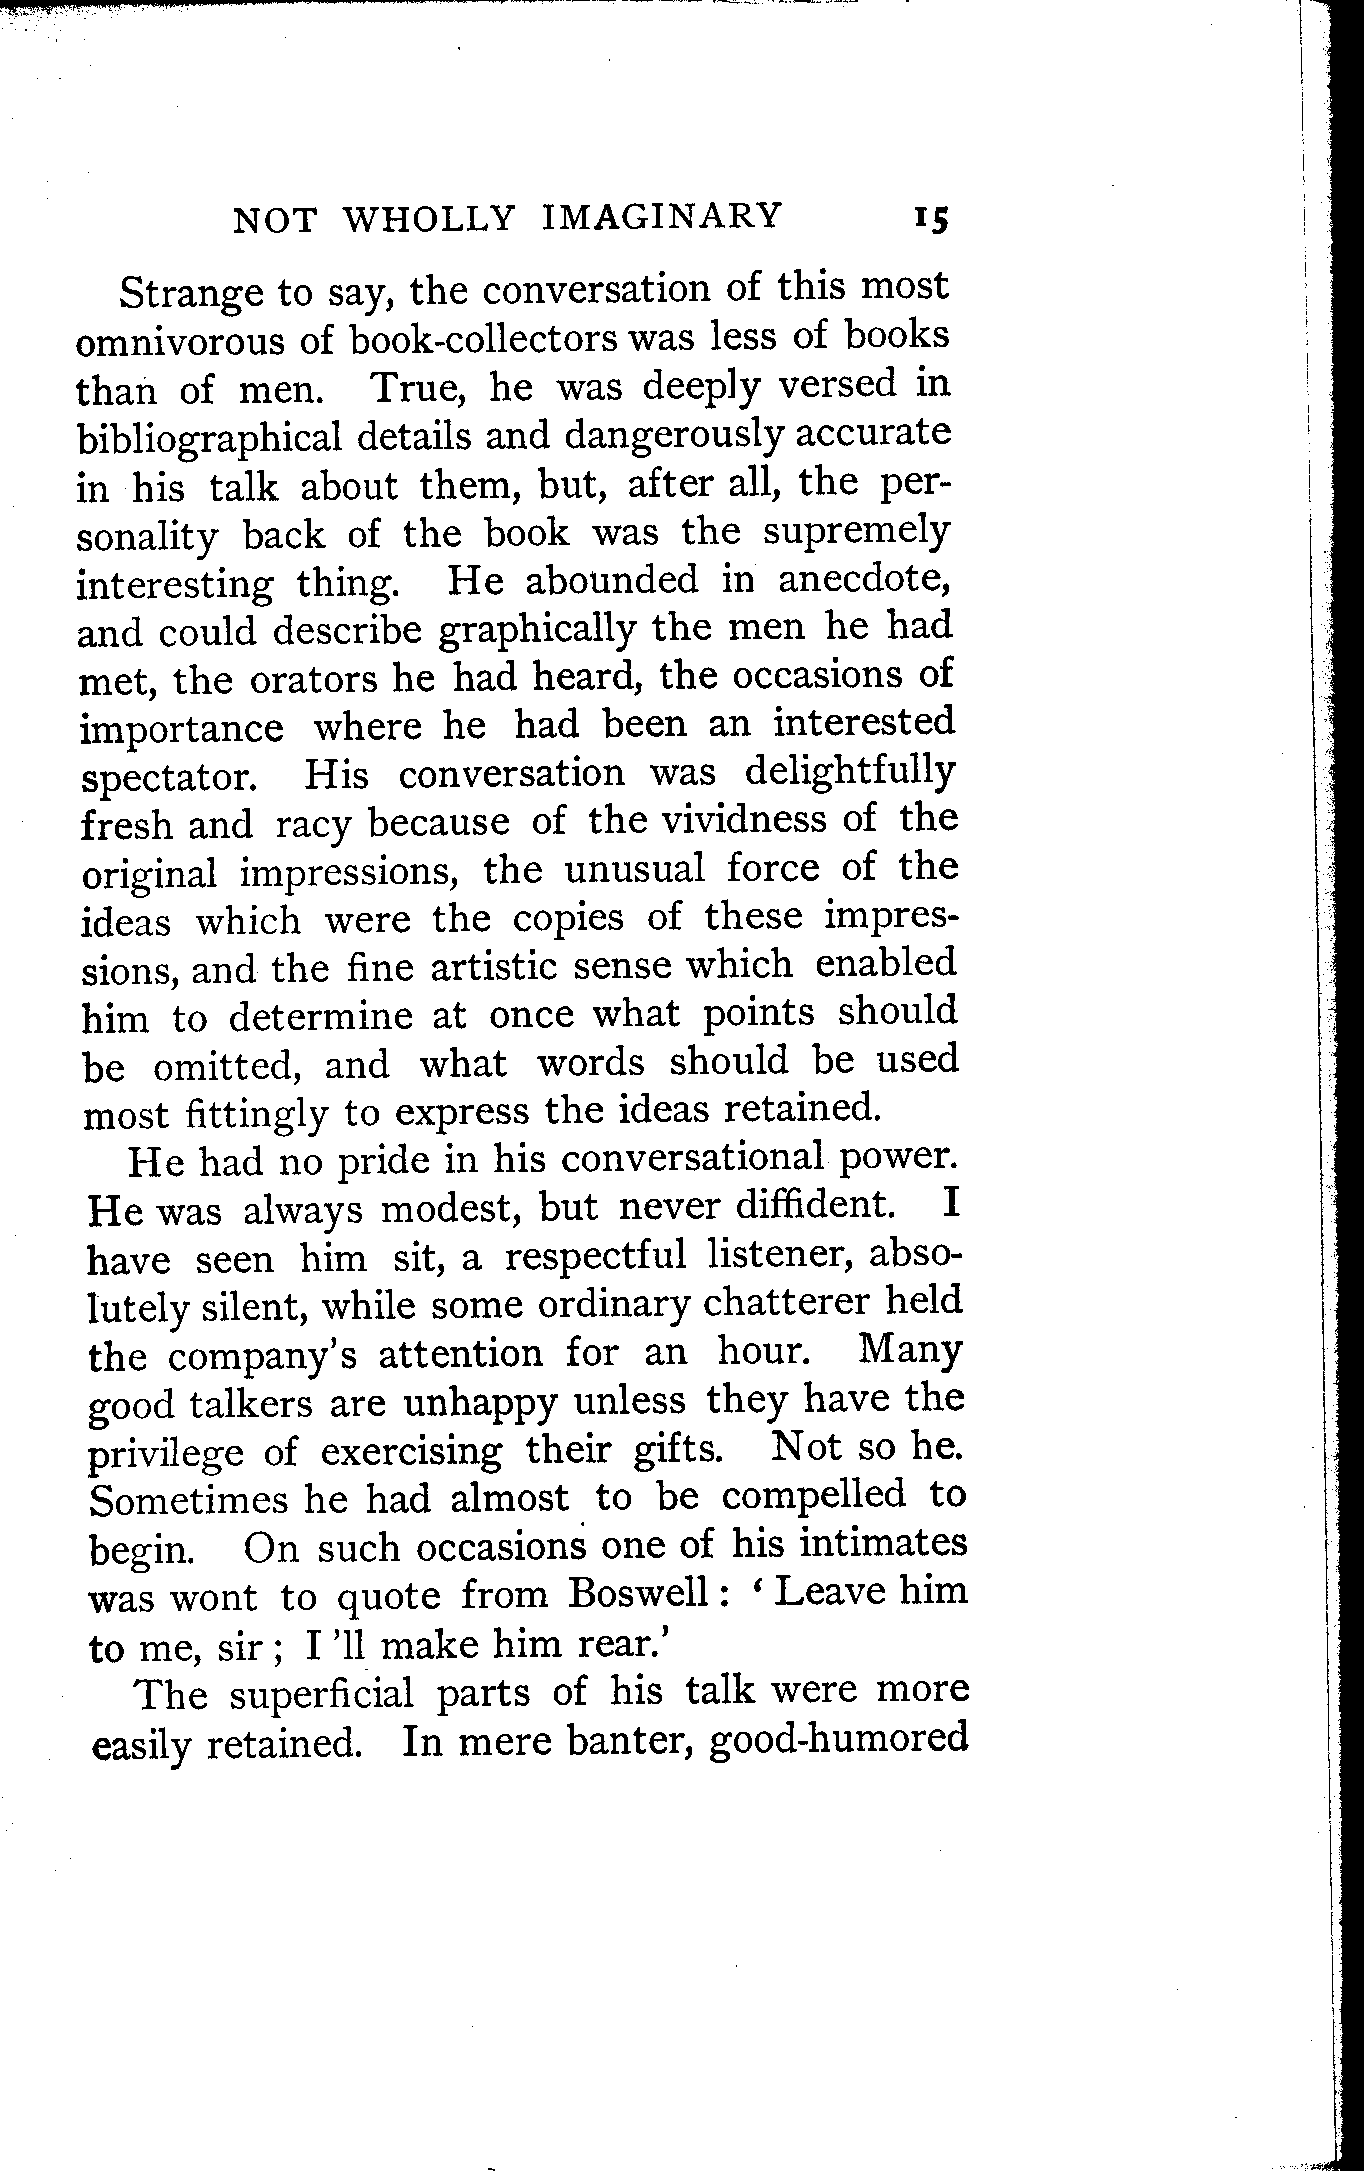 NOT WHOLLY IMAGINARY 15
Strange to say, the conversation of this most
omnivorous of book-collectors was less of books
than of men. True, he was deeply versed in
bibliographical details and dangerously accurate
in his talk about them, but, after all, the per-
sonality back of the book was the supremely
interesting thing. He abounded in anecdote,
and could describe graphically the men he had
met, the orators he had heard, the occasions of
importance where he had been an interested
spectator. His conversation was delightfully
fresh and racy because of the vividness of the
original impressions, the unusual force of the
ideas which were the copies of these impres-
sions, and the fine artistic sense which enabled
him to determine at once what points should
be omitted, and what words should be used
most fittingly to express the ideas retained.
He had no pride in his conversational power.
He was always modest, but never diffident. I
have seen him sit, a respectful listener, abso-
lutely silent, while some ordinary chatterer held
the company's attention for an hour. Many
good talkers are unhappy unless they have the
privilege of exercising their gifts. Not so he.
Sometimes he had almost to be compelled to
begin. On such occasions one of his intimates
was wont to quote from Boswell : ‘ Leave him
to me, sir ; I 'll make him rear.’
The superficial parts of his talk were more
easily retained. In mere banter, good-humored